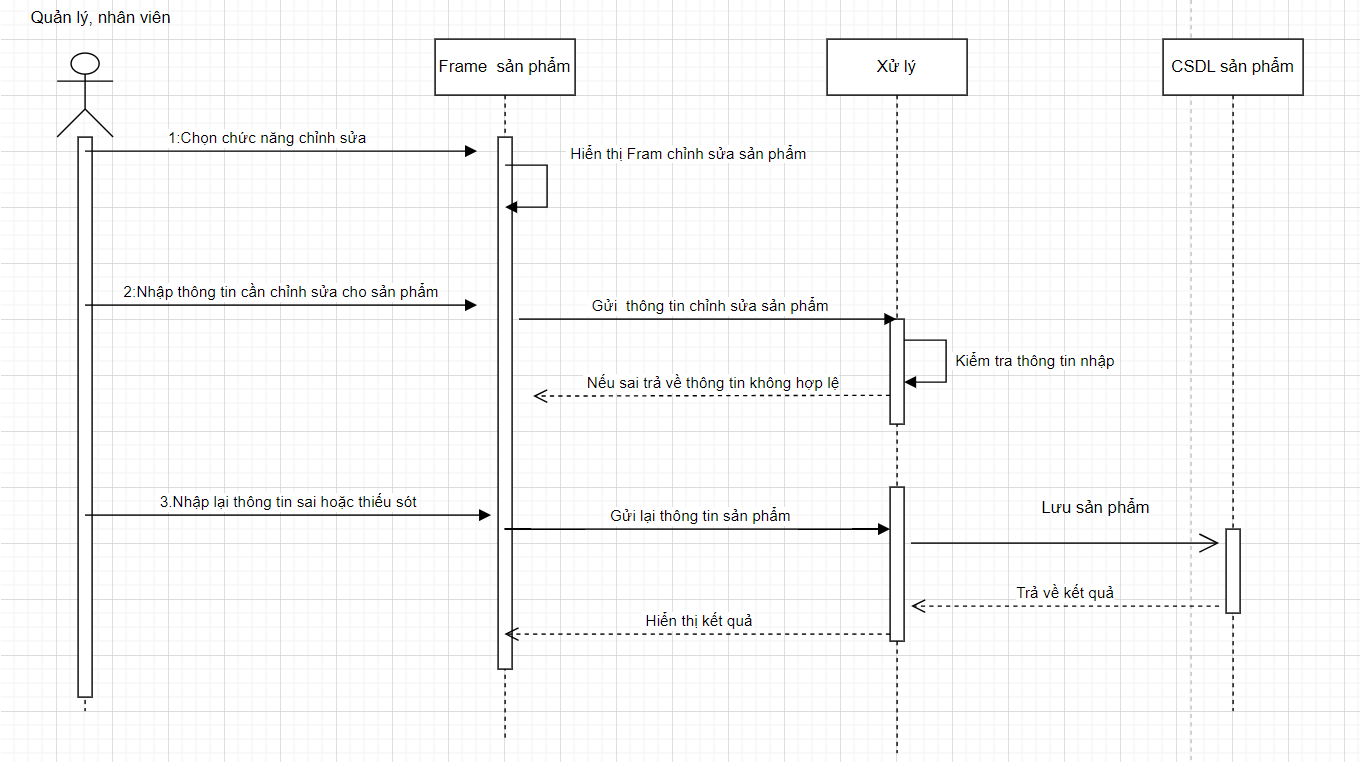 Quản lý, nhân viên
Frame sản phẩm
Xử lý
CSDL sản phẩm
1:Chọn chức năng chỉnh sửa
Hiển thị Fram chỉnh sửa sản phẩm
2:Nhập thông tin cần chỉnh sửa cho sản phẩm
Gửi thông tin chỉnh sửa sản phẩm
Kiểm tra thông tin nhập
Nếu sai trả về thông tin không hợp lệ
3.Nhập lại thông tin sai hoặc thiếu sót
Gửi lại thông tin sản phẩm
Lưu sản phẩm
Trả về kết quả
Hiển thị kết quả